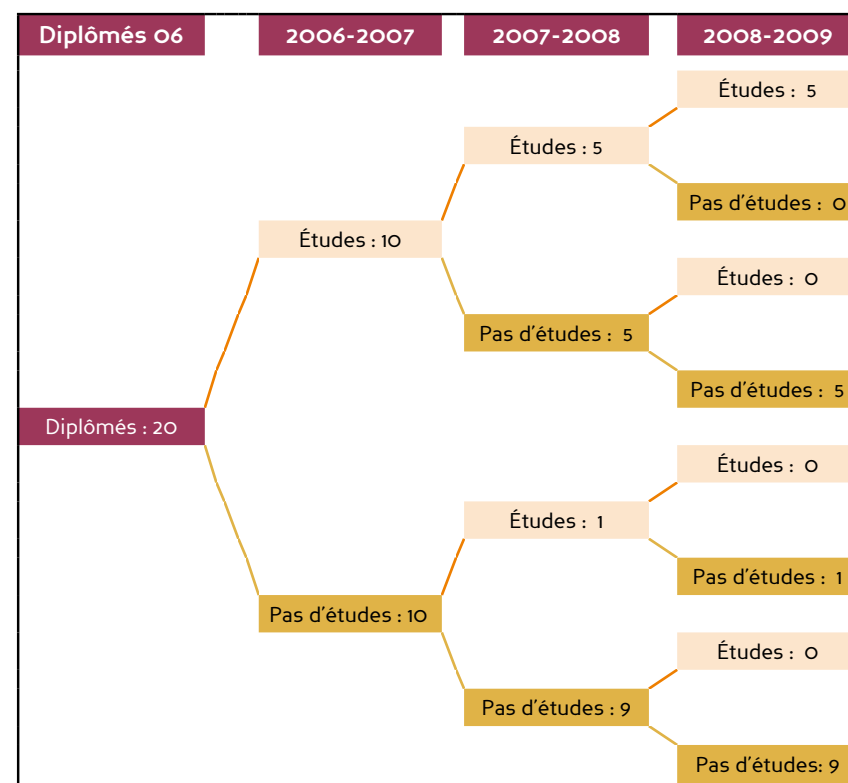 Diplômés 06 2006-2007 2007-2008 2008-2009
Études : 5
Études : 5
Pas d'études : 0
Études : 10
Études : 0
Pas d'études : 5
Pas d'études : 5
Diplômés : 20
Études : 0
Études : 1
Pas d'études : 1
Pas d'études : 10
Études : 0
Pas d'études : 9
Pas d'études: 9